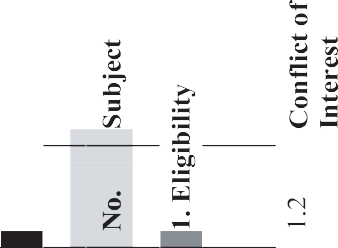 No. Subject
1. Eligibility
1.2 Conflict of
Interest